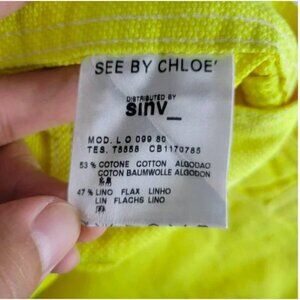 SEE BY CHLOE'
DISTRIBUTED BY
sinv_
MOD. L O 099 80
TES. T5558 CB1170785
53 % COTONE COTTON ALGODAO
COTON BAUMWOLLE ALGODON
47 % LINO FLAX LINHO
LIN FLACHS LINO